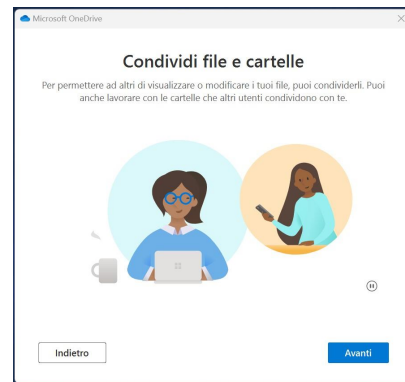 Microsoft OneDrive
Condividi file e cartelle
Per permettere ad altri di visualizzare o modificare i tuoi file, puoi condividerli. Puoi
anche lavorare con le cartelle che altri utenti condividono con te.
Indietro
Avanti